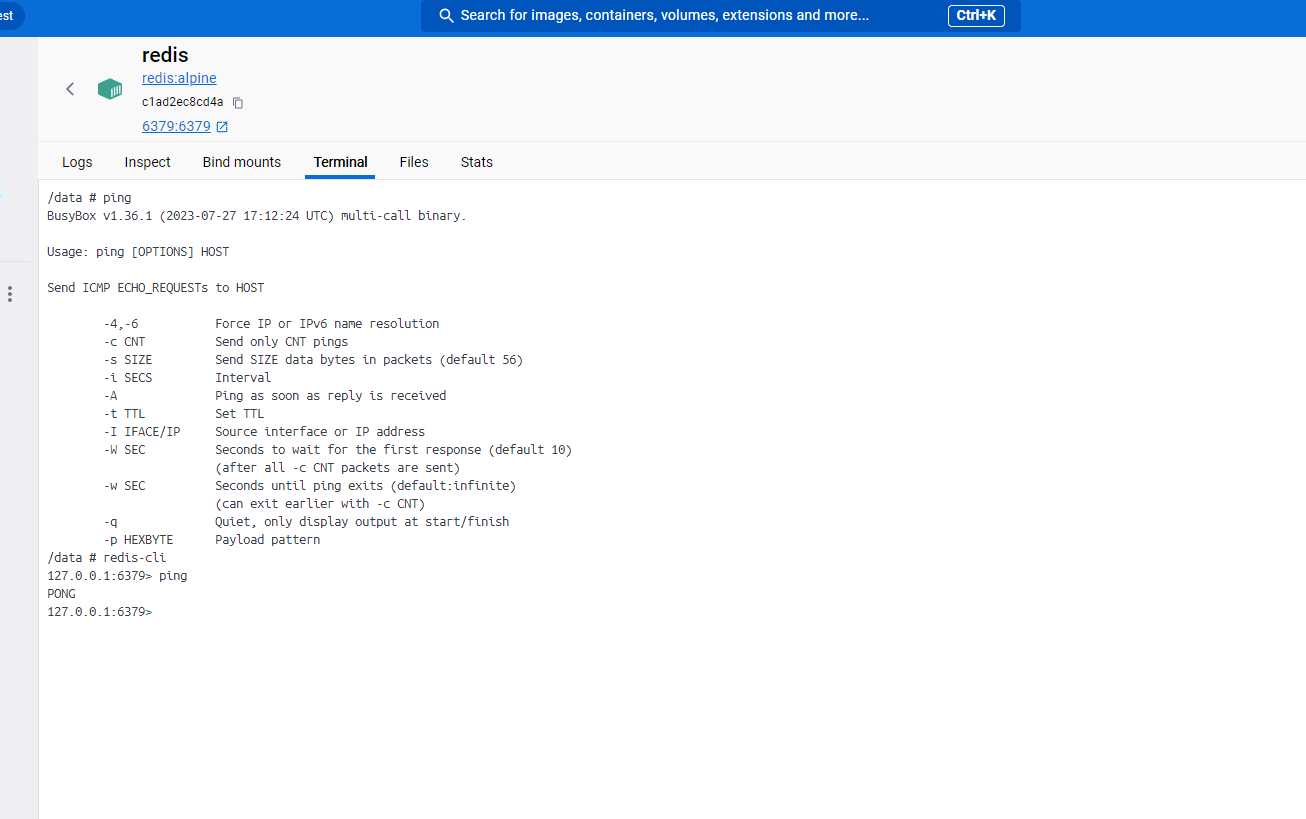 est
Search for images, containers, volumes, extensions and more... Ctrl+K
redis
redis:alpine
c1ad2ec8cd4a
6379:6379
Logs Inspect Bind mounts Terminal Files Stats
/data # ping
BusyBox v1.36.1 (2023-07-27 17:12:24 UTC) multi-call binary.
Usage: ping [OPTIONS] HOST
Send ICMP ECHO_REQUESTs to HOST
-4,-6 Force IP or IPv6 name resolution
-c CNT Send only CNT pings
-s SIZE Send SIZE data bytes in packets (default 56)
-i SECS Interval
-A Ping as soon as reply is received
-t TTL Set TTL
-I IFACE/IP Source interface or IP address
-W SEC Seconds to wait for the first response (default 10)
(after all -c CNT packets are sent)
-w SEC Seconds until ping exits (default:infinite)
(can exit earlier with -c CNT)
-q Quiet, only display output at start/finish
-p HEXBYTE Payload pattern
/data # redis-cli
127.0.0.1:6379> ping
PONG
127.0.0.1:6379>